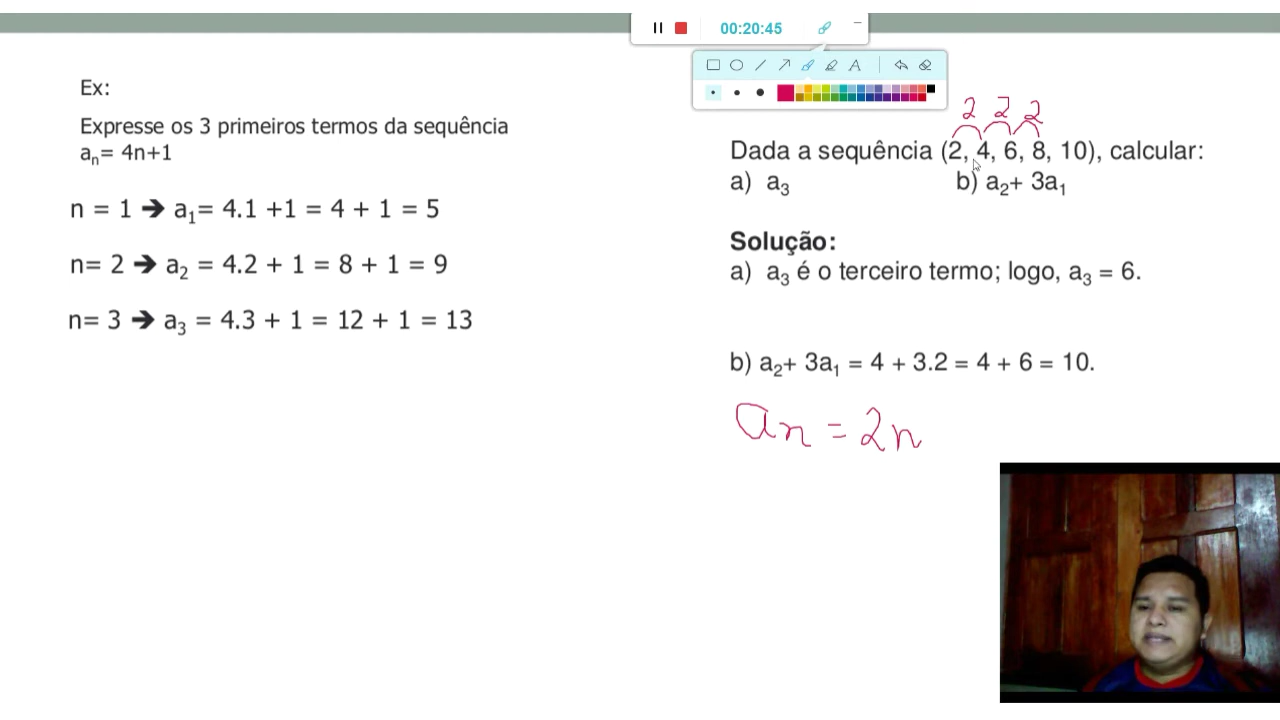 00:20:45
A
Ex:
Expresse os 3 primeiros termos da sequência
aₙ= 4n+1
n = 1 ➔ a₁= 4.1 +1 = 4 + 1 = 5
n= 2 ➔ a₂ = 4.2 + 1 = 8 + 1 = 9
n= 3 ➔ a₃ = 4.3 + 1 = 12 + 1 = 13
2 2 2
Dada a sequência (2, 4, 6, 8, 10), calcular:
a) a₃ b) a₂+ 3a₁
Solução:
a) a₃ é o terceiro termo; logo, a₃ = 6.
b) a₂+ 3a₁ = 4 + 3.2 = 4 + 6 = 10.
an = 2n